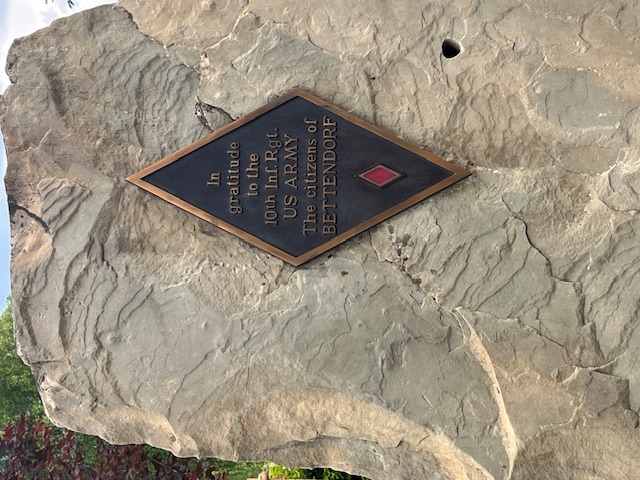 In
gratitude
to the
10th Inf. Rgt.
US ARMY
The citizens of
BETTENDORF